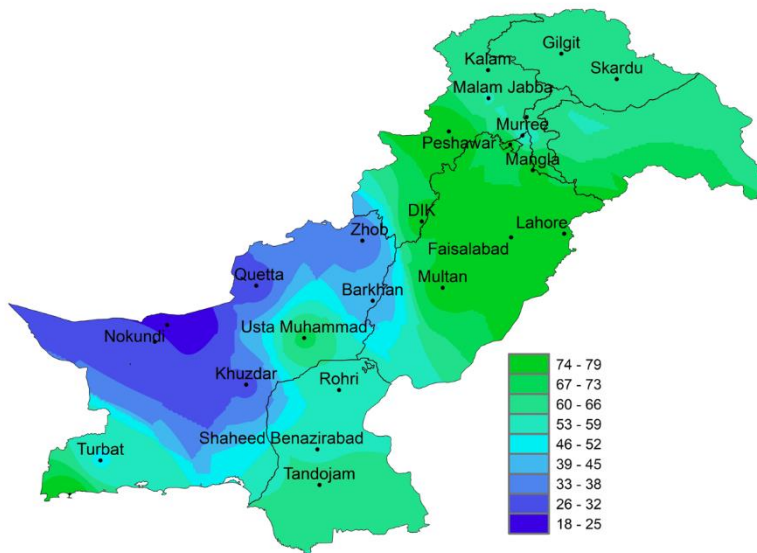 Gilgit
Kalam
Skardu
Malam Jabba
Murree
Peshawar
Mangla
DIK
Lahore
Zhob
Faisalabad
Quetta
Multan
Barkhan
Usta Muhammad
Nokundi
Khuzdar
Rohri
Shaheed Benazirabad
Turbat
Tandojam
74 - 79
67 - 73
60 - 66
53 - 59
46 - 52
39 - 45
33 - 38
26 - 32
18 - 25